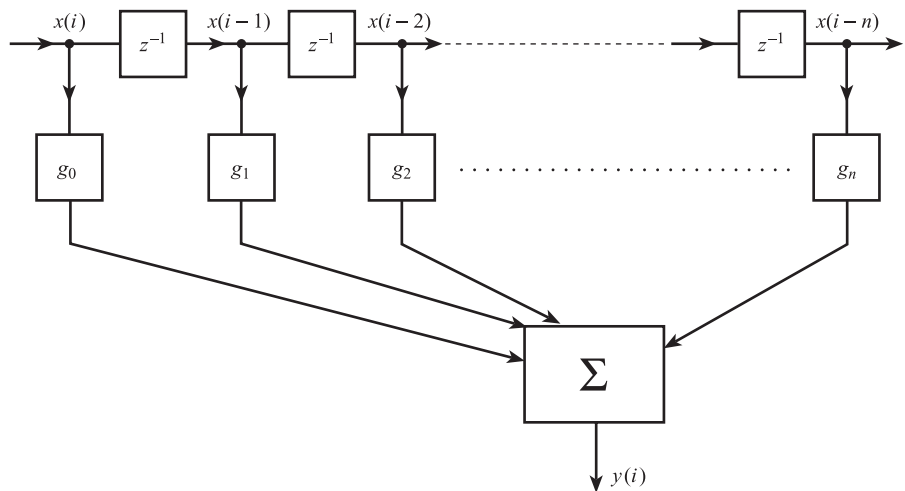 x(i) x(i−1) x(i−2) x(i−n)
z⁻¹ z⁻¹ z⁻¹
g₀ g₁ g₂ gₙ
Σ
y(i)